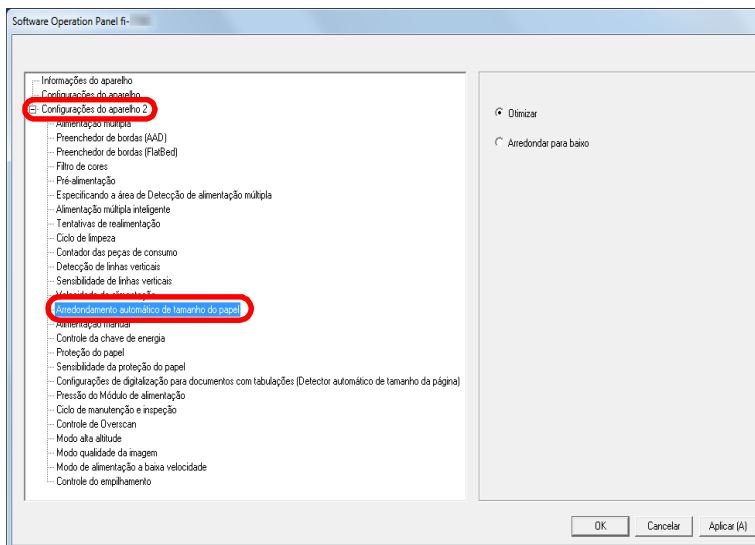 Software Operation Panel fi-
Informações do aparelho
Configurações do aparelho
Configurações do aparelho 2
Alimentação múltipla
Preenchedor de bordas (AAD)
Preenchedor de bordas (FlatBed)
Filtro de cores
Pré-alimentação
Especificando a área de Detecção de alimentação múltipla
Alimentação múltipla inteligente
Tentativas de realimentação
Ciclo de limpeza
Contador das peças de consumo
Detecção de linhas verticais
Sensibilidade de linhas verticais
Velocidade de alimentação
Arredondamento automático de tamanho do papel
Alimentação manual
Controle da chave de energia
Proteção do papel
Sensibilidade da proteção do papel
Configurações de digitalização para documentos com tabulações (Detector automático de tamanho da página)
Pressão do Módulo de alimentação
Ciclo de manutenção e inspeção
Controle de Overscan
Modo alta altitude
Modo qualidade da imagem
Modo de alimentação a baixa velocidade
Controle do empilhamento
Otimizar
Arredondar para baixo
OK Cancelar Aplicar (A)